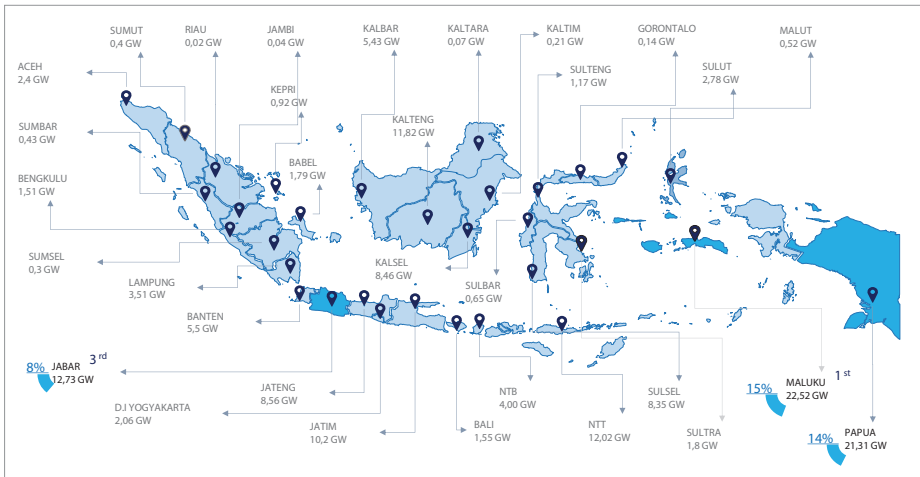 SUMUT
0,4 GW
RIAU
0,02 GW
JAMBI
0,04 GW
KALBAR
5,43 GW
KALTARA
0,07 GW
KALTIM
0,21 GW
GORONTALO
0,14 GW
MALUT
0,52 GW
ACEH
2,4 GW
KEPRI
0,92 GW
SULTENG
1,17 GW
SULUT
2,78 GW
SUMBAR
0,43 GW
KALTENG
11,82 GW
BENGKULU
1,51 GW
BABEL
1,79 GW
SUMSEL
0,3 GW
LAMPUNG
3,51 GW
KALSEL
8,46 GW
SULBAR
0,65 GW
BANTEN
5,5 GW
8%
JABAR
12,73 GW
3 rd
JATENG
8,56 GW
NTB
4,00 GW
SULSEL
8,35 GW
15%
MALUKU
22,52 GW
1 st
D.I YOGYAKARTA
2,06 GW
JATIM
10,2 GW
BALI
1,55 GW
NTT
12,02 GW
SULTRA
1,8 GW
14%
PAPUA
21,31 GW